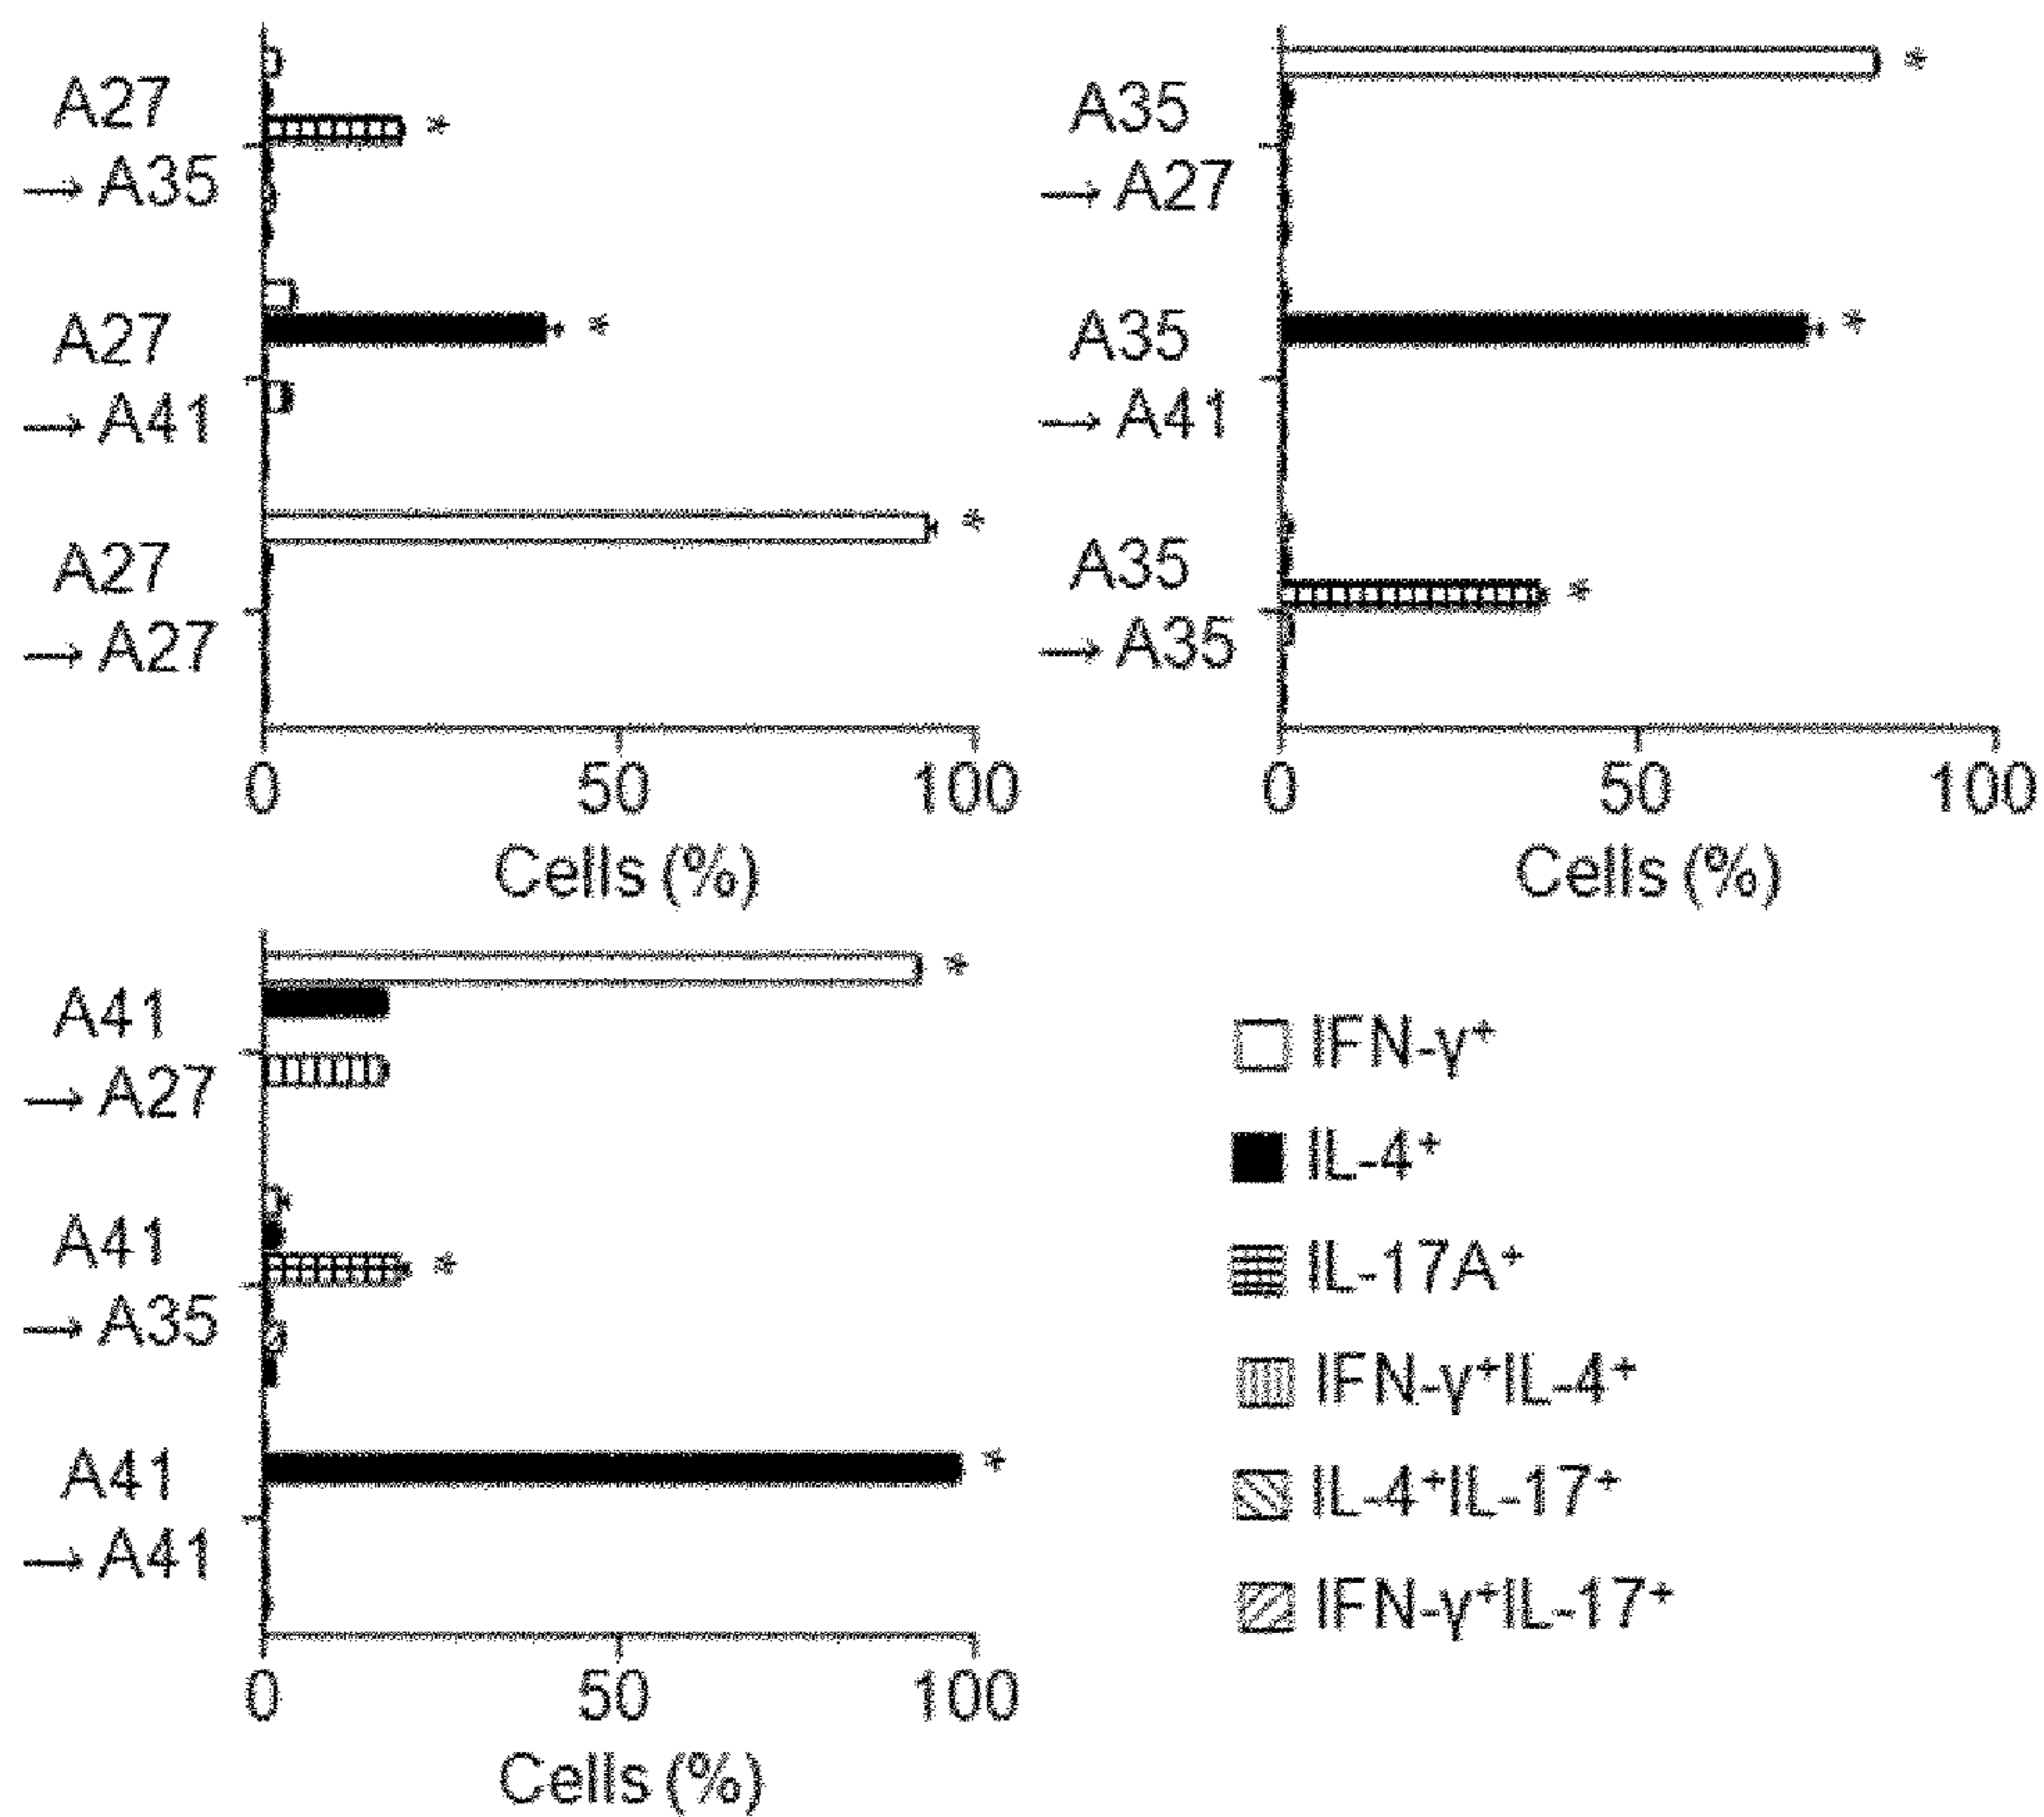 A27
→ A35
*
A27
→ A41
*
A27
→ A27
*
0 50 100
Cells (%)
A35
→ A27
*
A35
→ A41
*
A35
→ A35
*
0 50 100
Cells (%)
A41
→ A27
*
A41
→ A35
*
A41
→ A41
*
0 50 100
Cells (%)
IFN-γ⁺
IL-4⁺
IL-17A⁺
IFN-γ⁺IL-4⁺
IL-4⁺IL-17⁺
IFN-γ⁺IL-17⁺